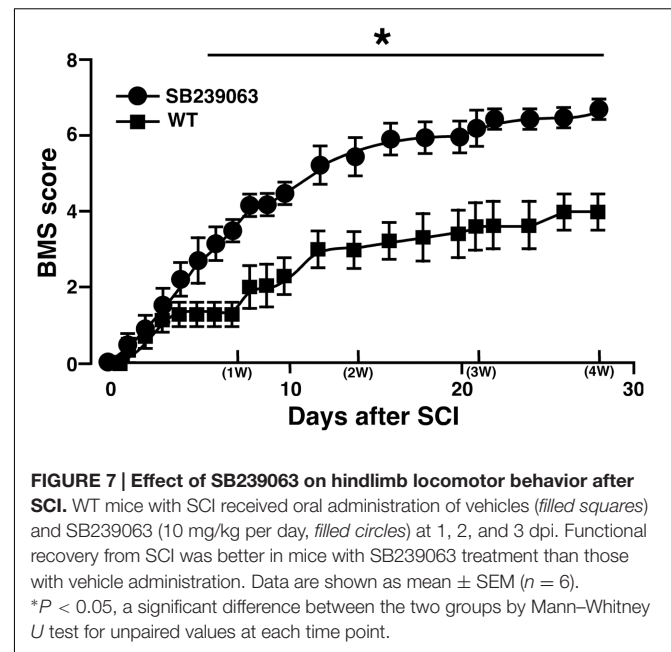 *
8
SB239063
WT
6
4
2
0
BMS score
(1W)
(2W)
(3W)
(4W)
0
10
20
30
Days after SCI
FIGURE 7 | Effect of SB239063 on hindlimb locomotor behavior after
SCI. WT mice with SCI received oral administration of vehicles (filled squares)
and SB239063 (10 mg/kg per day, filled circles) at 1, 2, and 3 dpi. Functional
recovery from SCI was better in mice with SB239063 treatment than those
with vehicle administration. Data are shown as mean ± SEM (n = 6).
*P < 0.05, a significant difference between the two groups by Mann–Whitney
U test for unpaired values at each time point.